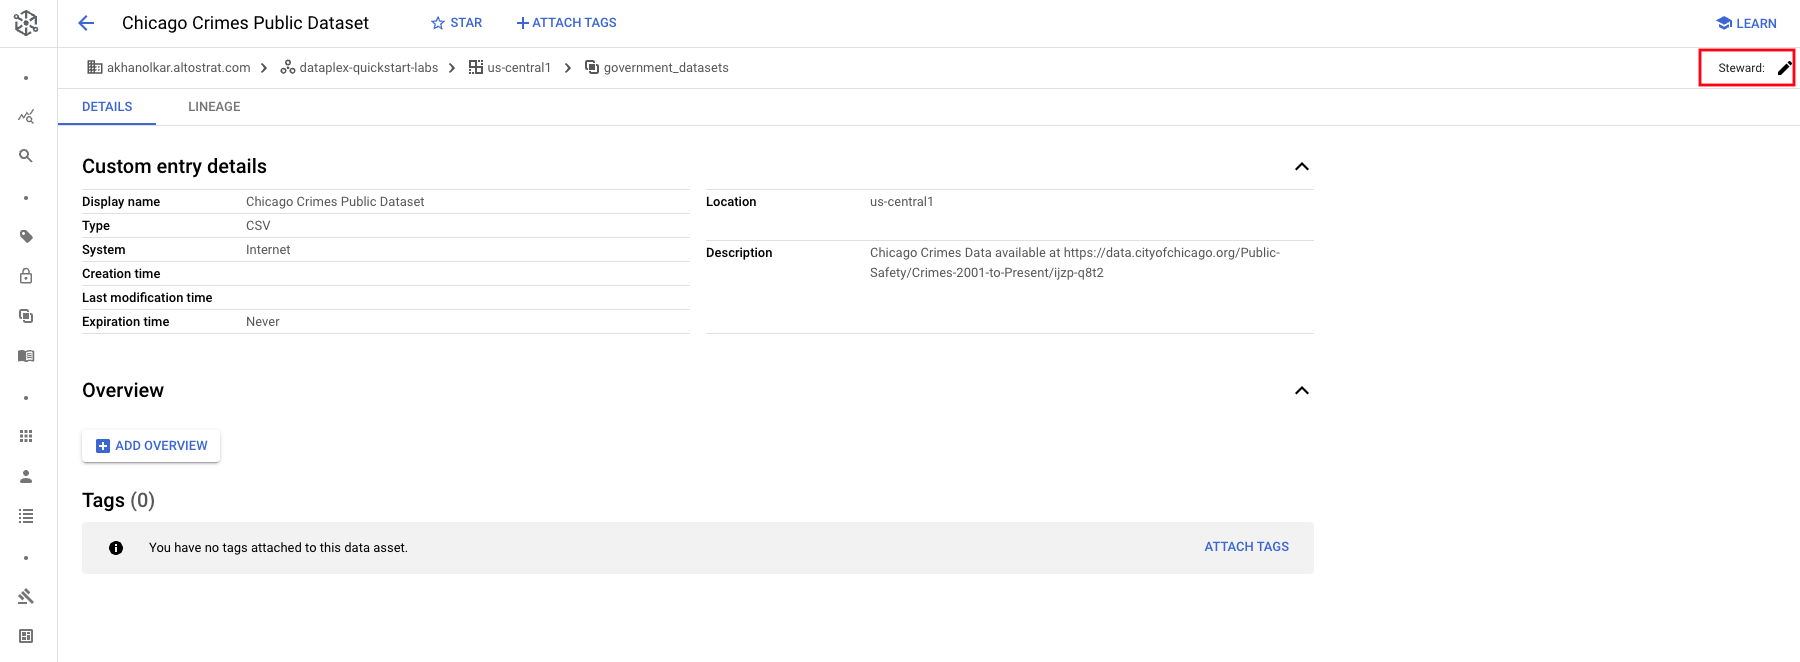 Chicago Crimes Public Dataset
STAR
ATTACH TAGS
LEARN
akhanolkar.altostrat.com
dataplex-quickstart-labs
us-central1
government_datasets
Steward:
DETAILS
LINEAGE
Custom entry details
Display name Chicago Crimes Public Dataset
Type CSV
System Internet
Creation time
Last modification time
Expiration time Never
Location us-central1
Description Chicago Crimes Data available at https://data.cityofchicago.org/Public-
Safety/Crimes-2001-to-Present/ijzp-q8t2
Overview
ADD OVERVIEW
Tags (0)
You have no tags attached to this data asset.
ATTACH TAGS